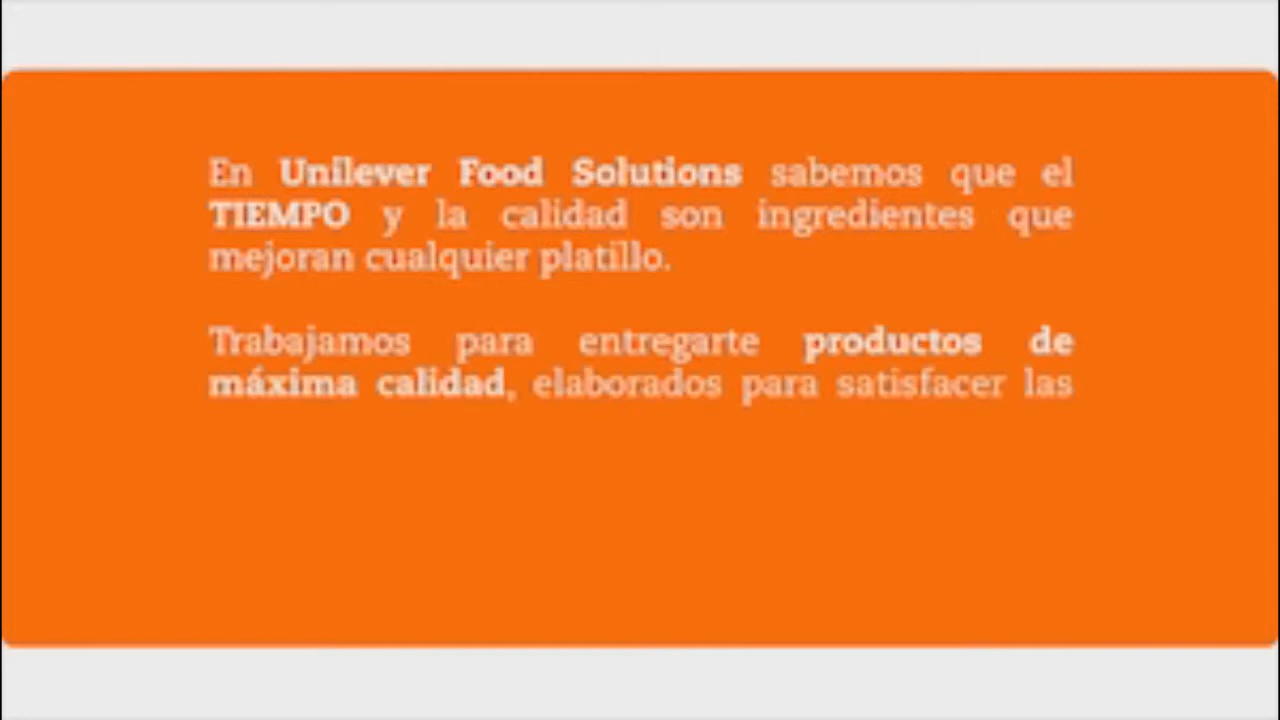 En Unilever Food Solutions sabemos que el
TIEMPO y la calidad son ingredientes que
mejoran cualquier platillo.
Trabajamos para entregarte productos de
máxima calidad, elaborados para satisfacer las